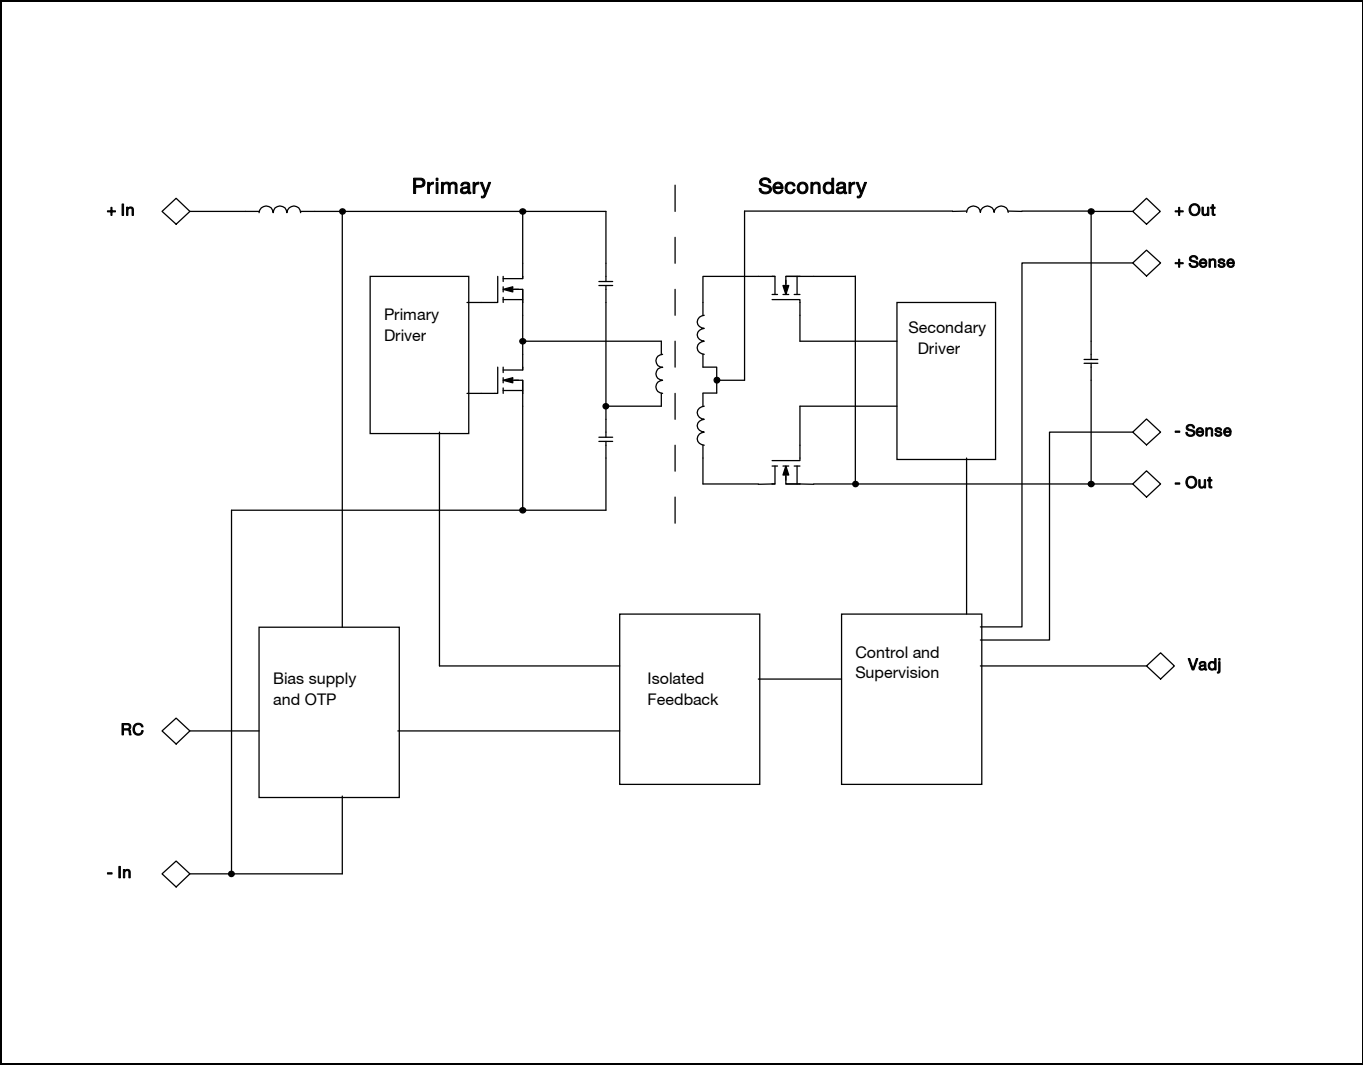 Primary
Secondary
+ In
+ Out
+ Sense
Primary
Driver
Secondary
Driver
- Sense
- Out
Control and
Supervision
Vadj
Bias supply
and OTP
Isolated
Feedback
RC
- In